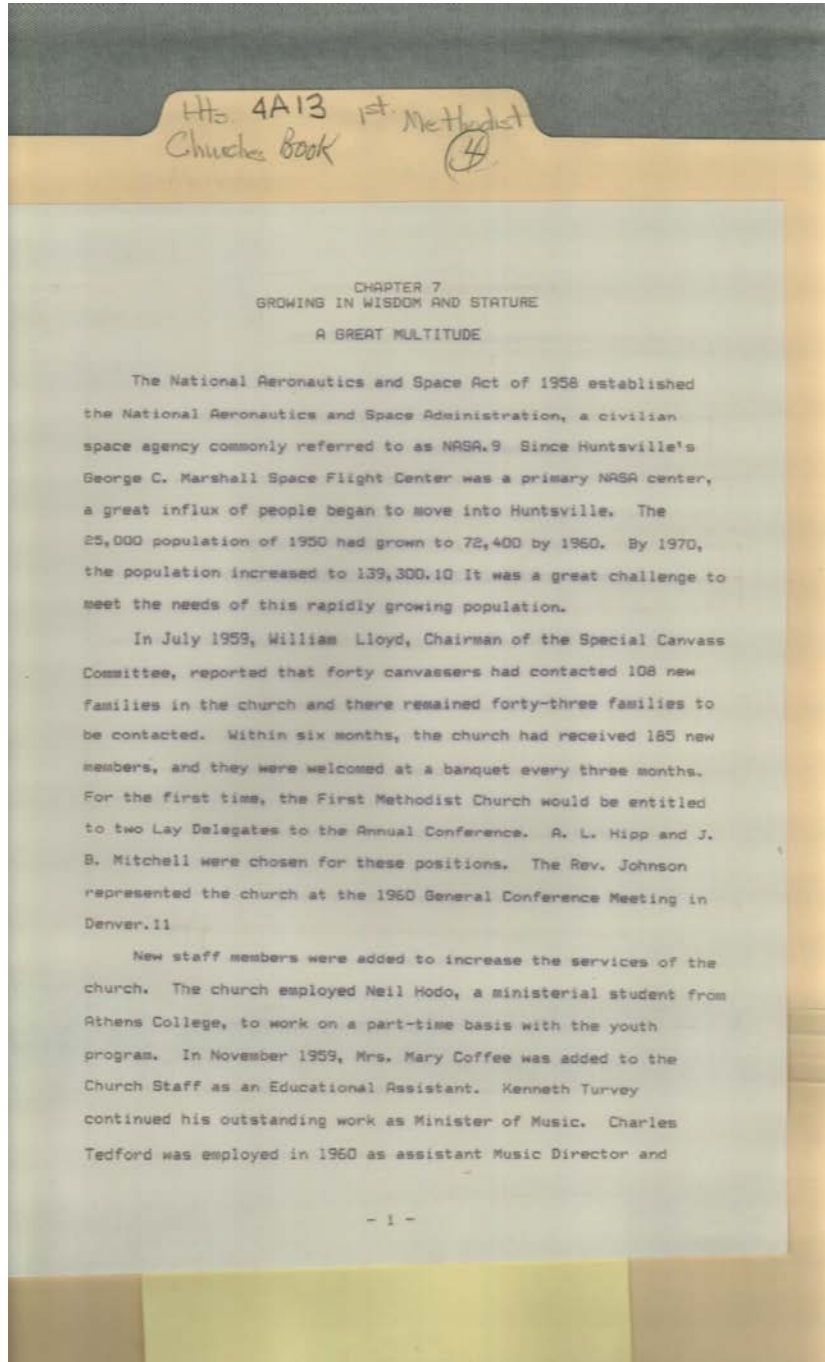 Hts 4A13 1st. Methodist
Churches Book 4
CHAPTER 7
GROWING IN WISDOM AND STATURE
A GREAT MULTITUDE
The National Aeronautics and Space Act of 1958 established
the National Aeronautics and Space Administration, a civilian
space agency commonly referred to as NASA.9 Since Huntsville's
George C. Marshall Space Flight Center was a primary NASA center,
a great influx of people began to move into Huntsville. The
25,000 population of 1950 had grown to 72,400 by 1960. By 1970,
the population increased to 139,300.10 It was a great challenge to
meet the needs of this rapidly growing population.
In July 1959, William Lloyd, Chairman of the Special Canvass
Committee, reported that forty canvassers had contacted 108 new
families in the church and there remained forty-three families to
be contacted. Within six months, the church had received 185 new
members, and they were welcomed at a banquet every three months.
For the first time, the First Methodist Church would be entitled
to two Lay Delegates to the Annual Conference. A. L. Hipp and J.
B. Mitchell were chosen for these positions. The Rev. Johnson
represented the church at the 1960 General Conference Meeting in
Denver.11
New staff members were added to increase the services of the
church. The church employed Neil Hodo, a ministerial student from
Athens College, to work on a part-time basis with the youth
program. In November 1959, Mrs. Mary Coffee was added to the
Church Staff as an Educational Assistant. Kenneth Turvey
continued his outstanding work as Minister of Music. Charles
Tedford was employed in 1960 as assistant Music Director and
- 1 -